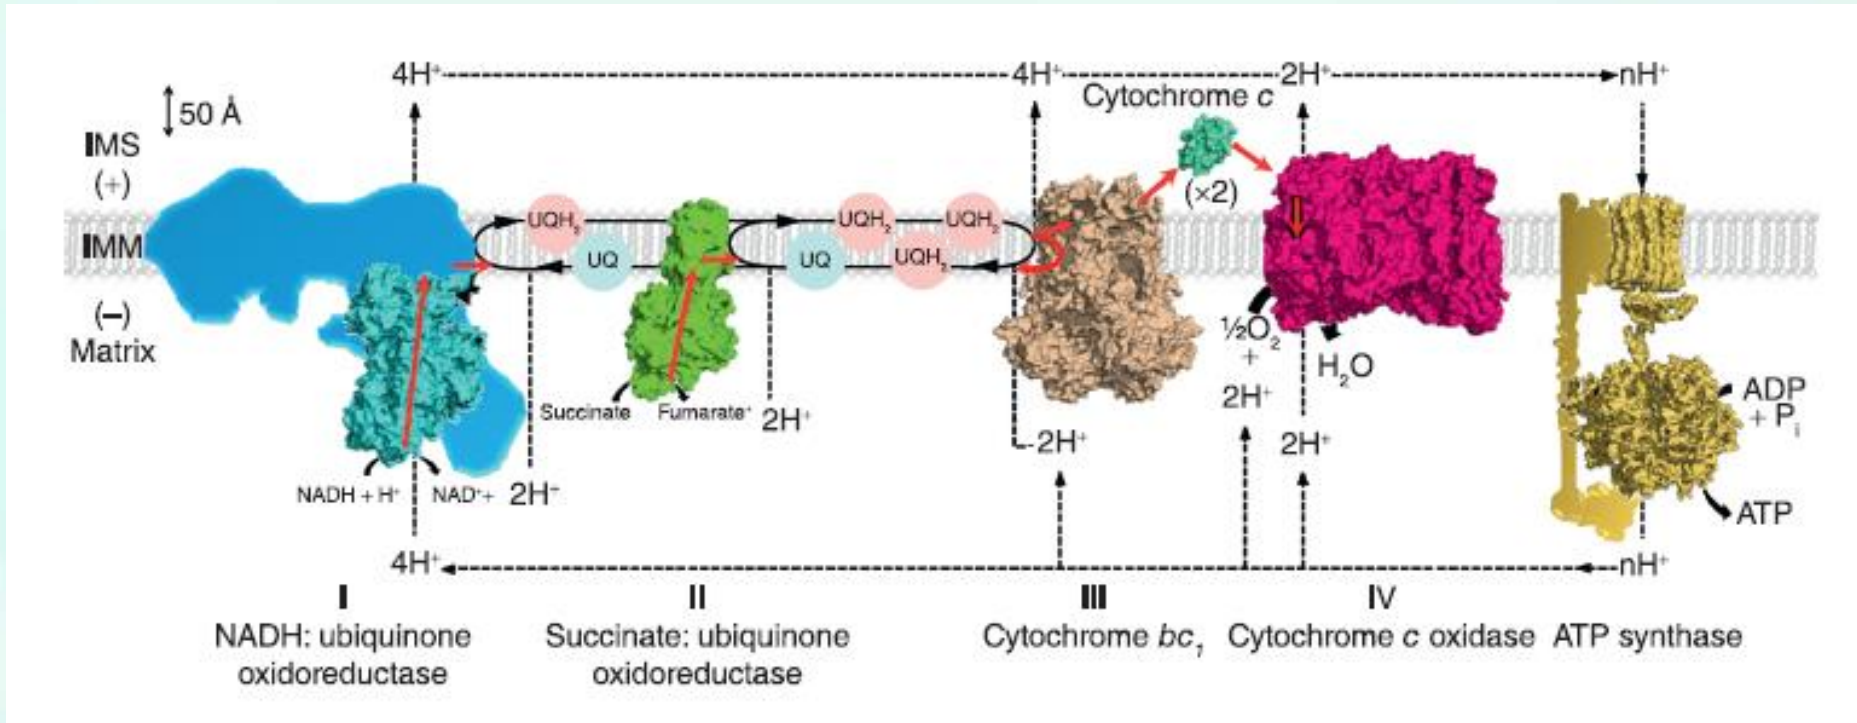 4H⁺
4H⁺
2H⁺
nH⁺
Cytochrome c
50 Å
IMS
(+)
(×2)
UQH₂
UQH₂
UQH₂
IMM
UQ
UQ
UQH₂
(–)
Matrix
½O₂
+
2H⁺
H₂O
ADP
+ Pᵢ
Succinate
Fumarate⁺
2H⁺
2H⁺
2H⁺
NADH + H⁺
NAD⁺+
2H⁺
ATP
4H⁺
nH⁺
I
II
III
IV
NADH: ubiquinone
oxidoreductase
Succinate: ubiquinone
oxidoreductase
Cytochrome bc₁
Cytochrome c oxidase
ATP synthase